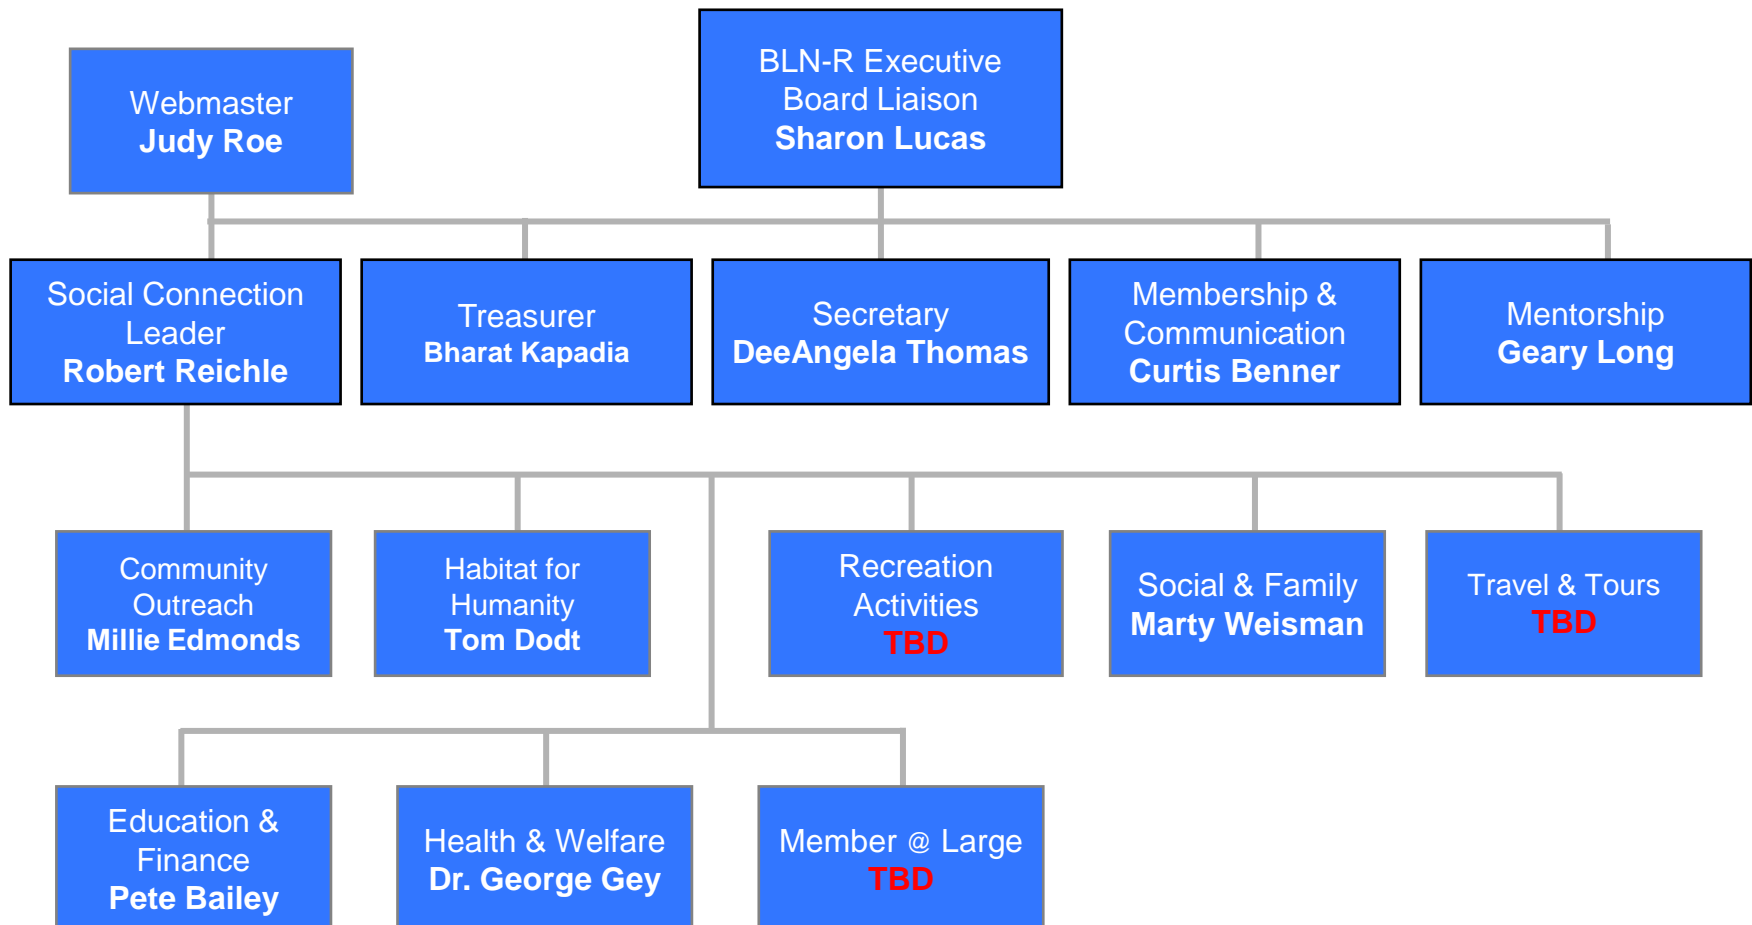 Webmaster
Judy Roe
BLN-R Executive
Board Liaison
Sharon Lucas
Social Connection
Leader
Robert Reichle
Treasurer
Bharat Kapadia
Secretary
DeeAngela Thomas
Membership &
Communication
Curtis Benner
Mentorship
Geary Long
Community
Outreach
Millie Edmonds
Habitat for
Humanity
Tom Dodt
Recreation
Activities
TBD
Social & Family
Marty Weisman
Travel & Tours
TBD
Education &
Finance
Pete Bailey
Health & Welfare
Dr. George Gey
Member @ Large
TBD